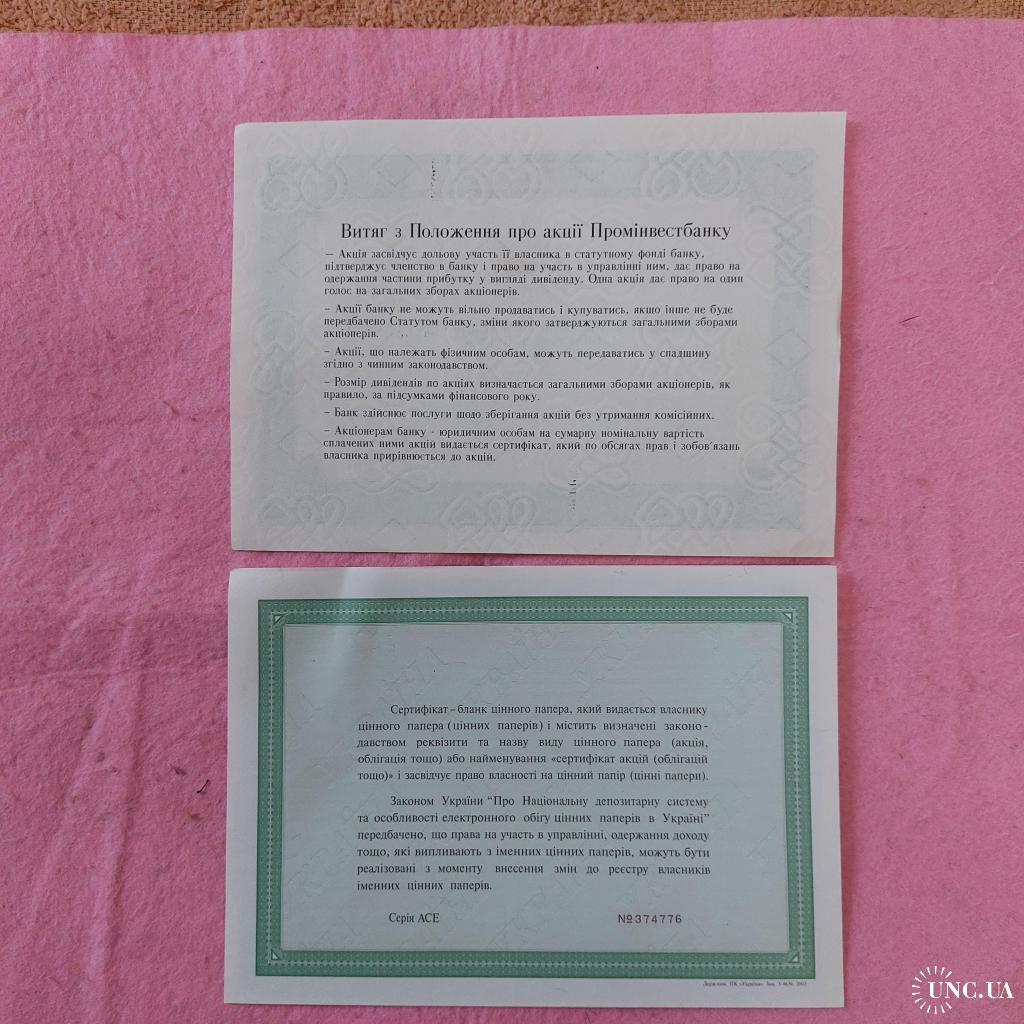 Витяг з Положення про акції Промінвестбанку
— Акція засвідчує дольову участь її власника в статутному фонді банку,
підтверджує членство в банку і право на участь в управлінні ним, дає право на
одержання частини прибутку у вигляді дивіденду. Одна акція дає право на один
голос на загальних зборах акціонерів.
– Акції банку не можуть вільно продаватись і купуватись, якщо інше не буде
передбачено Статутом банку, зміни якого затверджуються загальними зборами
акціонерів.
– Акції, що належать фізичним особам, можуть передаватись у спадщину
згідно з чинним законодавством.
– Розмір дивідендів по акціях визначається загальними зборами акціонерів, як
правило, за підсумками фінансового року.
– Банк здійснює послуги щодо зберігання акцій без утримання комісійних.
– Акціонерам банку - юридичним особам на сумарну номінальну вартість
сплачених ними акцій видається сертифікат, який по обсягах прав і зобов'язань
власника прирівнюється до акцій.
Сертифікат – бланк цінного папера, який видається власнику
цінного папера (цінних паперів) і містить визначені законо-
давством реквізити та назву виду цінного папера (акція,
облігація тощо) або найменування «сертифікат акцій (облігацій
тощо)» і засвідчує право власності на цінний папір (цінні папери).
Законом України “Про Національну депозитарну систему
та особливості електронного обігу цінних паперів в Україні”
передбачено, що права на участь в управлінні, одержання доходу
тощо, які випливають з іменних цінних паперів, можуть бути
реалізовані з моменту внесення змін до реєстру власників
іменних цінних паперів.
Серія АСЕ №374776
Держзнак. ПК «Україна» Зам. 3-4636. 2003
UNC.UA